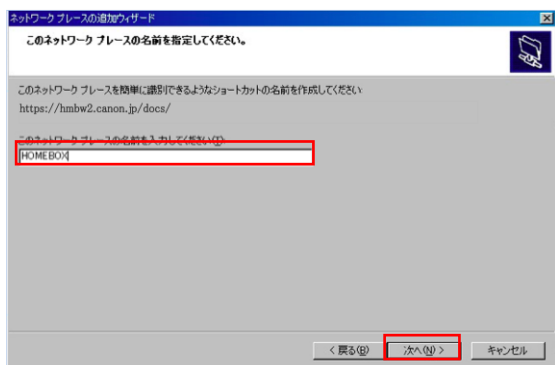 ネットワーク プレースの追加ウィザード
このネットワーク プレースの名前を指定してください。
このネットワーク プレースを簡単に識別できるようなショートカットの名前を作成してください
https://hmbw2.canon.jp/docs/
このネットワーク プレースの名前を入力してください(T):
HOMEBOX
< 戻る(B)
次へ(N) >
キャンセル